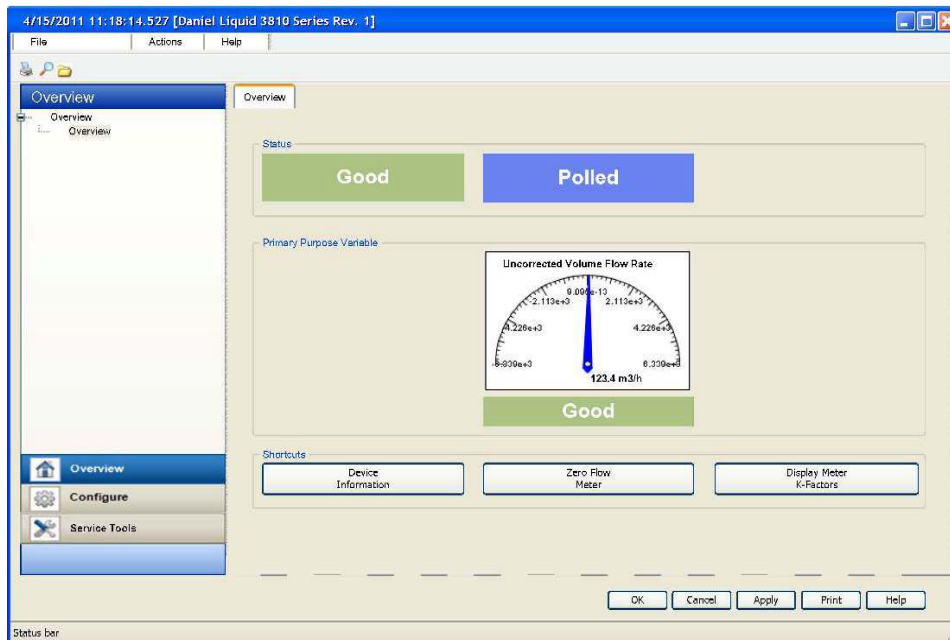 4/15/2011 11:18:14.527 [Daniel Liquid 3810 Series Rev. 1]
File Actions Help
Overview
Overview
Overview
Overview
Status
Good Polled
Primary Purpose Variable
Uncorrected Volume Flow Rate
-2.113e+3 2.113e+3
4.226e+3 4.226e+3
6.339e+3
123.4 m3/h
Good
Shortcuts
Device
Information
Zero Flow
Meter
Display Meter
K-Factors
Overview
Configure
Service Tools
OK Cancel Apply Print Help
Status bar